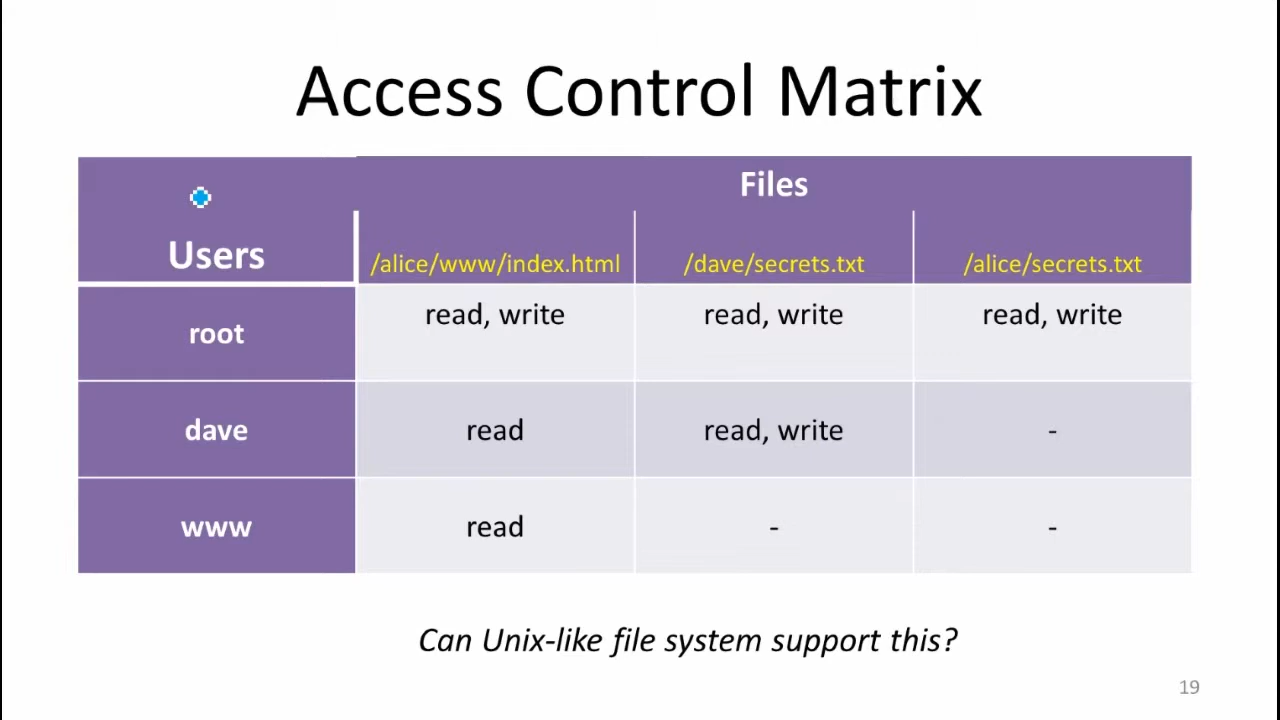 Access Control Matrix
Files
Users
/alice/www/index.html /dave/secrets.txt /alice/secrets.txt
root read, write read, write read, write
dave read read, write -
www read - -
Can Unix-like file system support this?
19